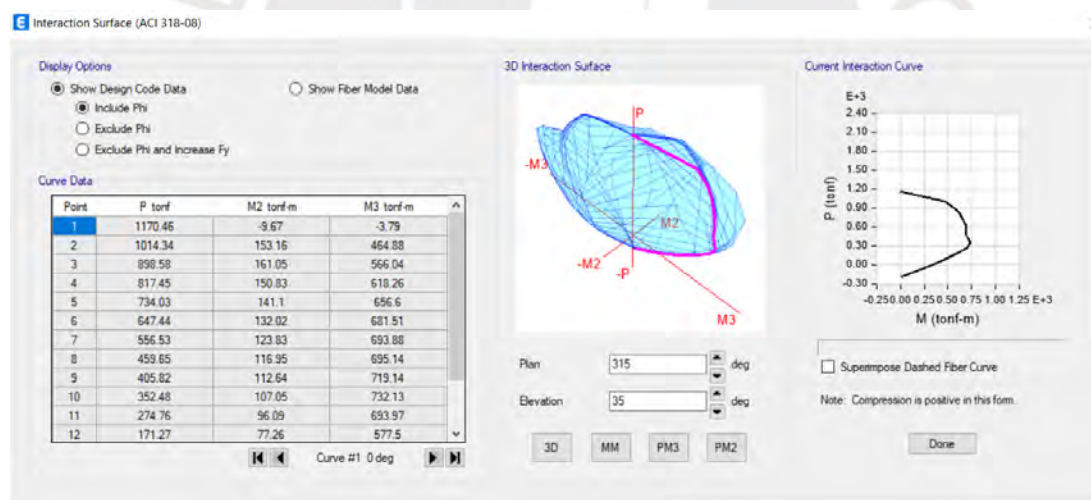 Interaction Surface (ACI 318-08)
Display Options
Show Design Code Data
Show Fiber Model Data
Include Phi
Exclude Phi
Exclude Phi and Increase Fy
Curve Data
Point P tonf M2 tonf-m M3 tonf-m
1 1170.46 -9.67 -3.79
2 1014.34 153.16 464.88
3 898.58 161.05 566.04
4 817.45 150.83 618.26
5 734.03 141.1 656.6
6 647.44 132.02 681.51
7 556.53 123.83 693.88
8 459.65 116.95 695.14
9 405.82 112.64 719.14
10 352.48 107.05 732.13
11 274.76 96.09 693.97
12 171.27 77.26 577.5
Curve #1 0 deg
3D Interaction Surface
P
-M3
M2
-M2
-P
M3
Plan 315 deg
Elevation 35 deg
3D MM PM3 PM2
Current Interaction Curve
E+3
2.40
2.10
1.80
1.50
1.20
0.90
0.60
0.30
0.00
-0.30
P (tonf)
-0.250.00 0.25 0.50 0.75 1.00 1.25 E+3
M (tonf-m)
Superimpose Dashed Fiber Curve
Note: Compression is positive in this form.
Done